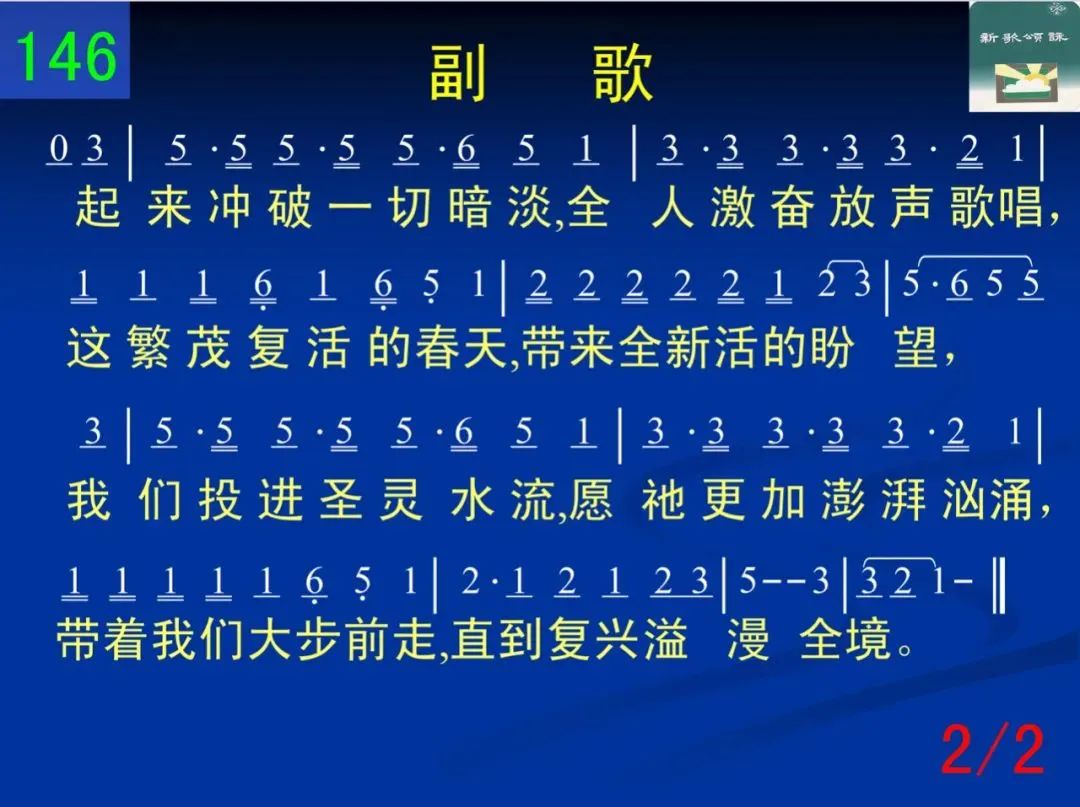 146
副 歌
新歌颂詠
0 3 | 5 · 5 5 · 5 5 · 6 5 1 | 3 · 3 3 · 3 3 · 2 1 |
起 来 冲 破 一 切 暗 淡,全 人 激 奋 放 声 歌 唱，
1 1 1 6 1 6 5 1 | 2 2 2 2 2 1 2 3 | 5 · 6 5 5
这 繁 茂 复 活 的 春 天,带 来 全 新 活 的 盼 望，
3 | 5 · 5 5 · 5 5 · 6 5 1 | 3 · 3 3 · 3 3 · 2 1 |
我 们 投 进 圣 灵 水 流,愿 祂 更 加 澎 湃 汹 涌，
1 1 1 1 1 6 5 1 | 2 · 1 2 1 2 3 | 5 - - 3 | 3 2 1 - ‖
带 着 我 们 大 步 前 走,直 到 复 兴 溢 漫 全 境。
2/2